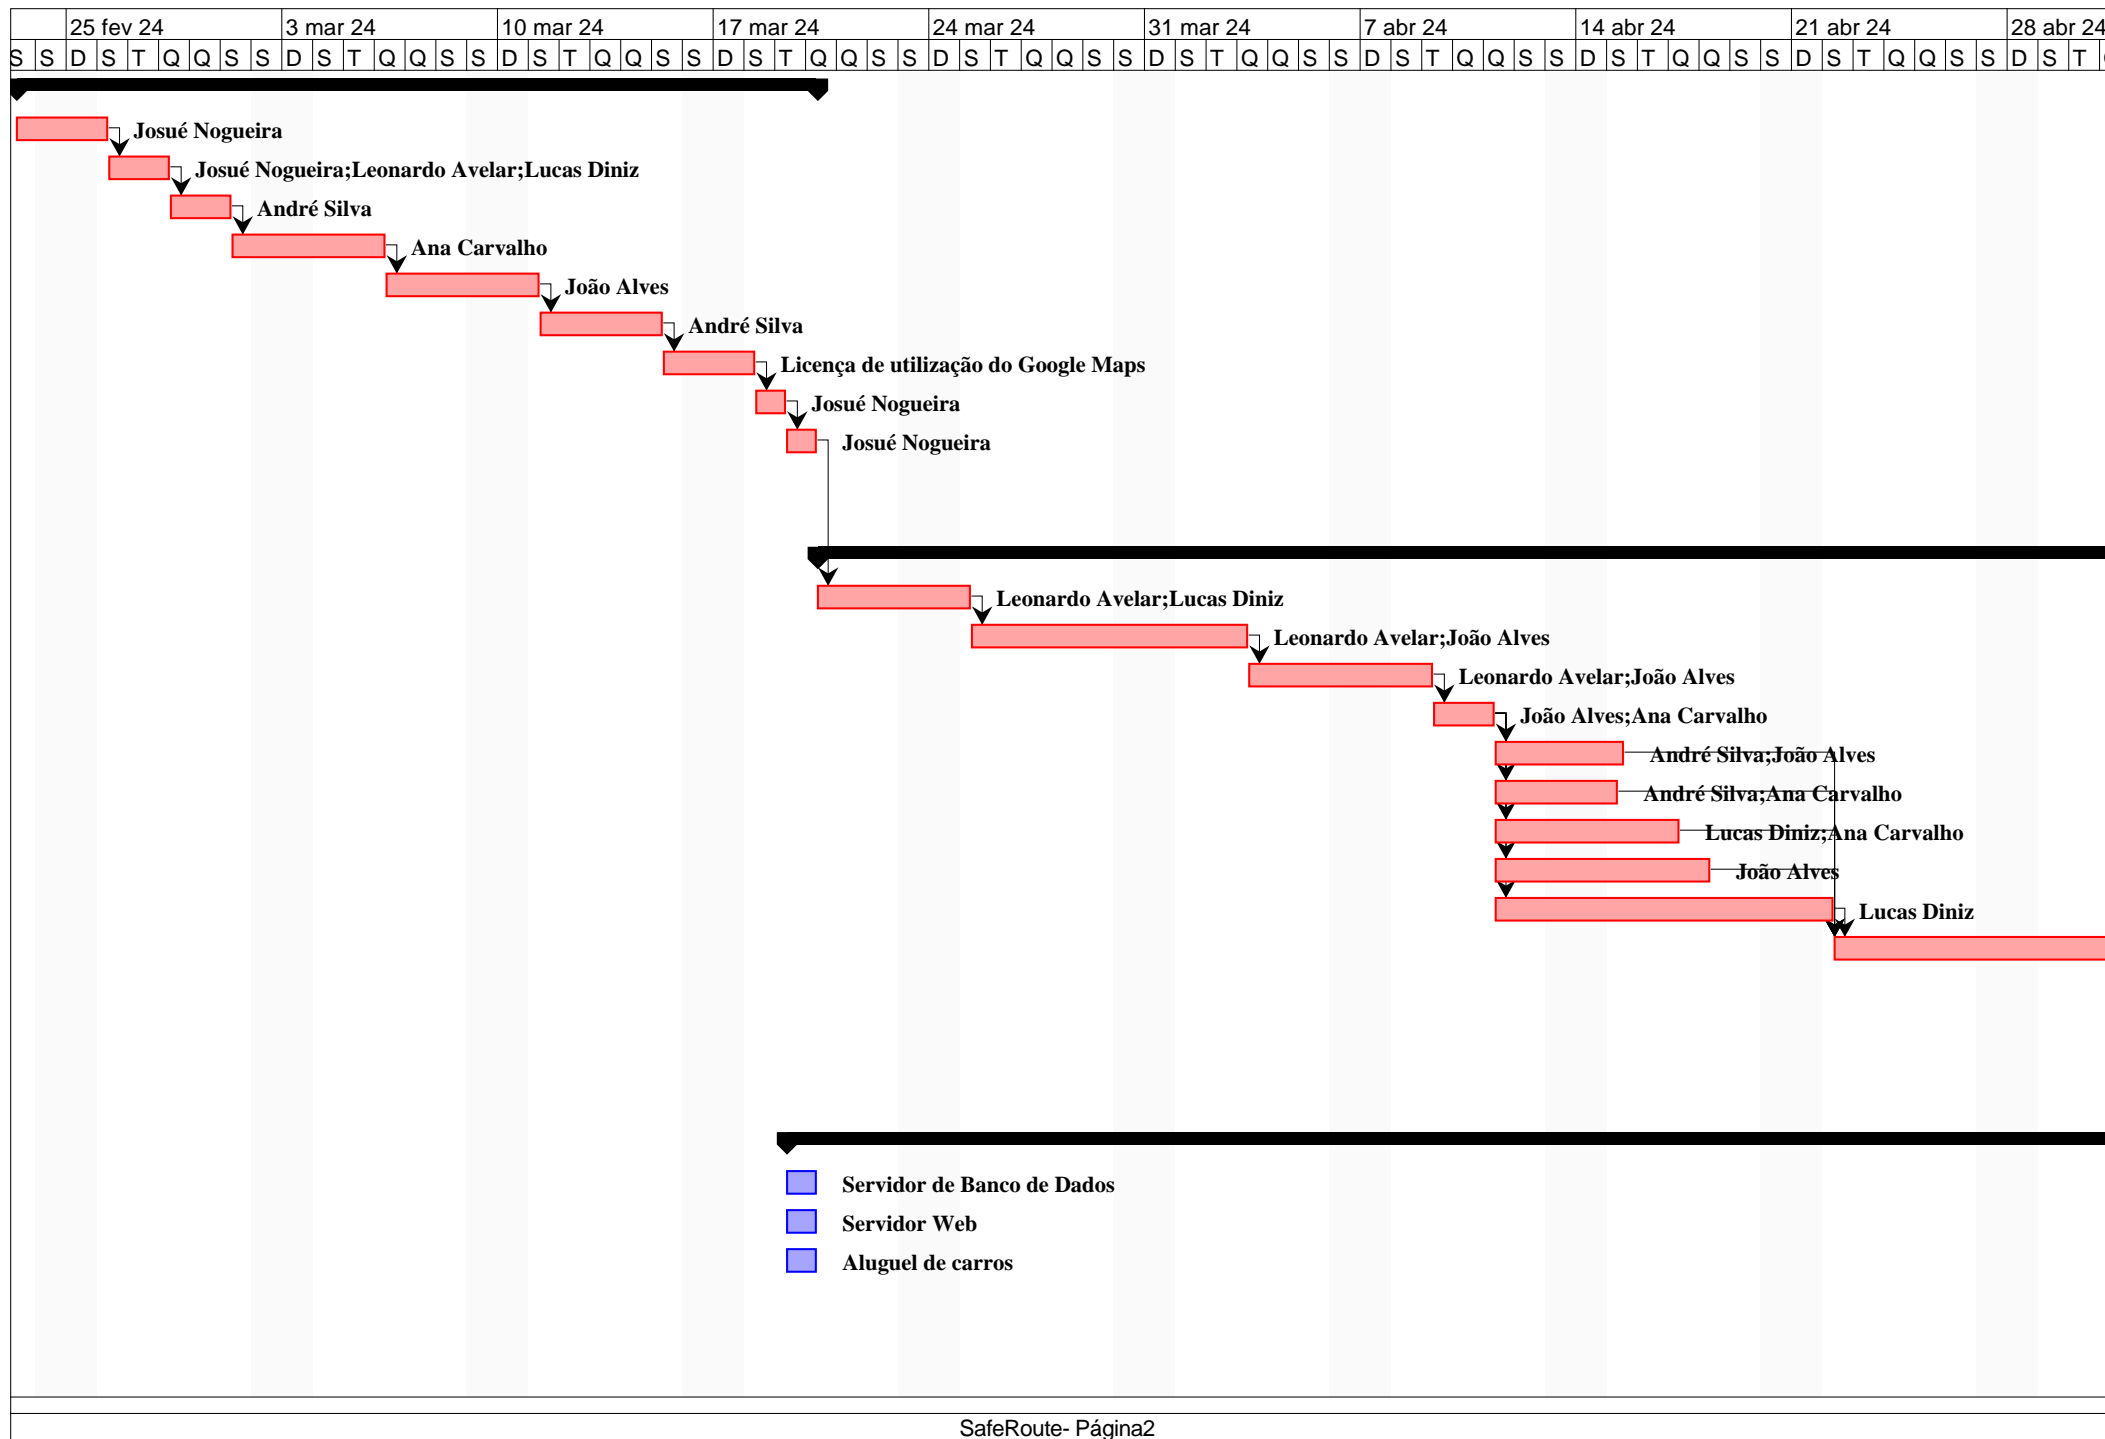 25 fev 24 3 mar 24 10 mar 24 17 mar 24 24 mar 24 31 mar 24 7 abr 24 14 abr 24 21 abr 24 28 abr 24
S S D S T Q Q S S D S T Q Q S S D S T Q Q S S D S T Q Q S S D S T Q Q S S D S T Q Q S S D S T Q Q S S D S T Q Q S S D S T Q Q S S D S T
Josué Nogueira
Josué Nogueira;Leonardo Avelar;Lucas Diniz
André Silva
Ana Carvalho
João Alves
André Silva
Licença de utilização do Google Maps
Josué Nogueira
Josué Nogueira
Leonardo Avelar;Lucas Diniz
Leonardo Avelar;João Alves
Leonardo Avelar;João Alves
João Alves;Ana Carvalho
André Silva;João Alves
André Silva;Ana Carvalho
Lucas Diniz;Ana Carvalho
João Alves
Lucas Diniz
Servidor de Banco de Dados
Servidor Web
Aluguel de carros
SafeRoute- Página2